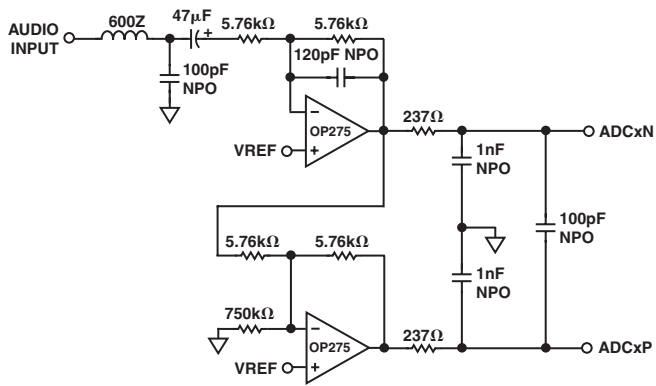 AUDIO
INPUT
600Z
47µF
+
5.76kΩ
5.76kΩ
120pF NPO
100pF
NPO
−
OP275
+
VREF
237Ω
ADCxN
1nF
NPO
100pF
NPO
5.76kΩ
5.76kΩ
1nF
NPO
750kΩ
−
OP275
+
VREF
237Ω
ADCxP